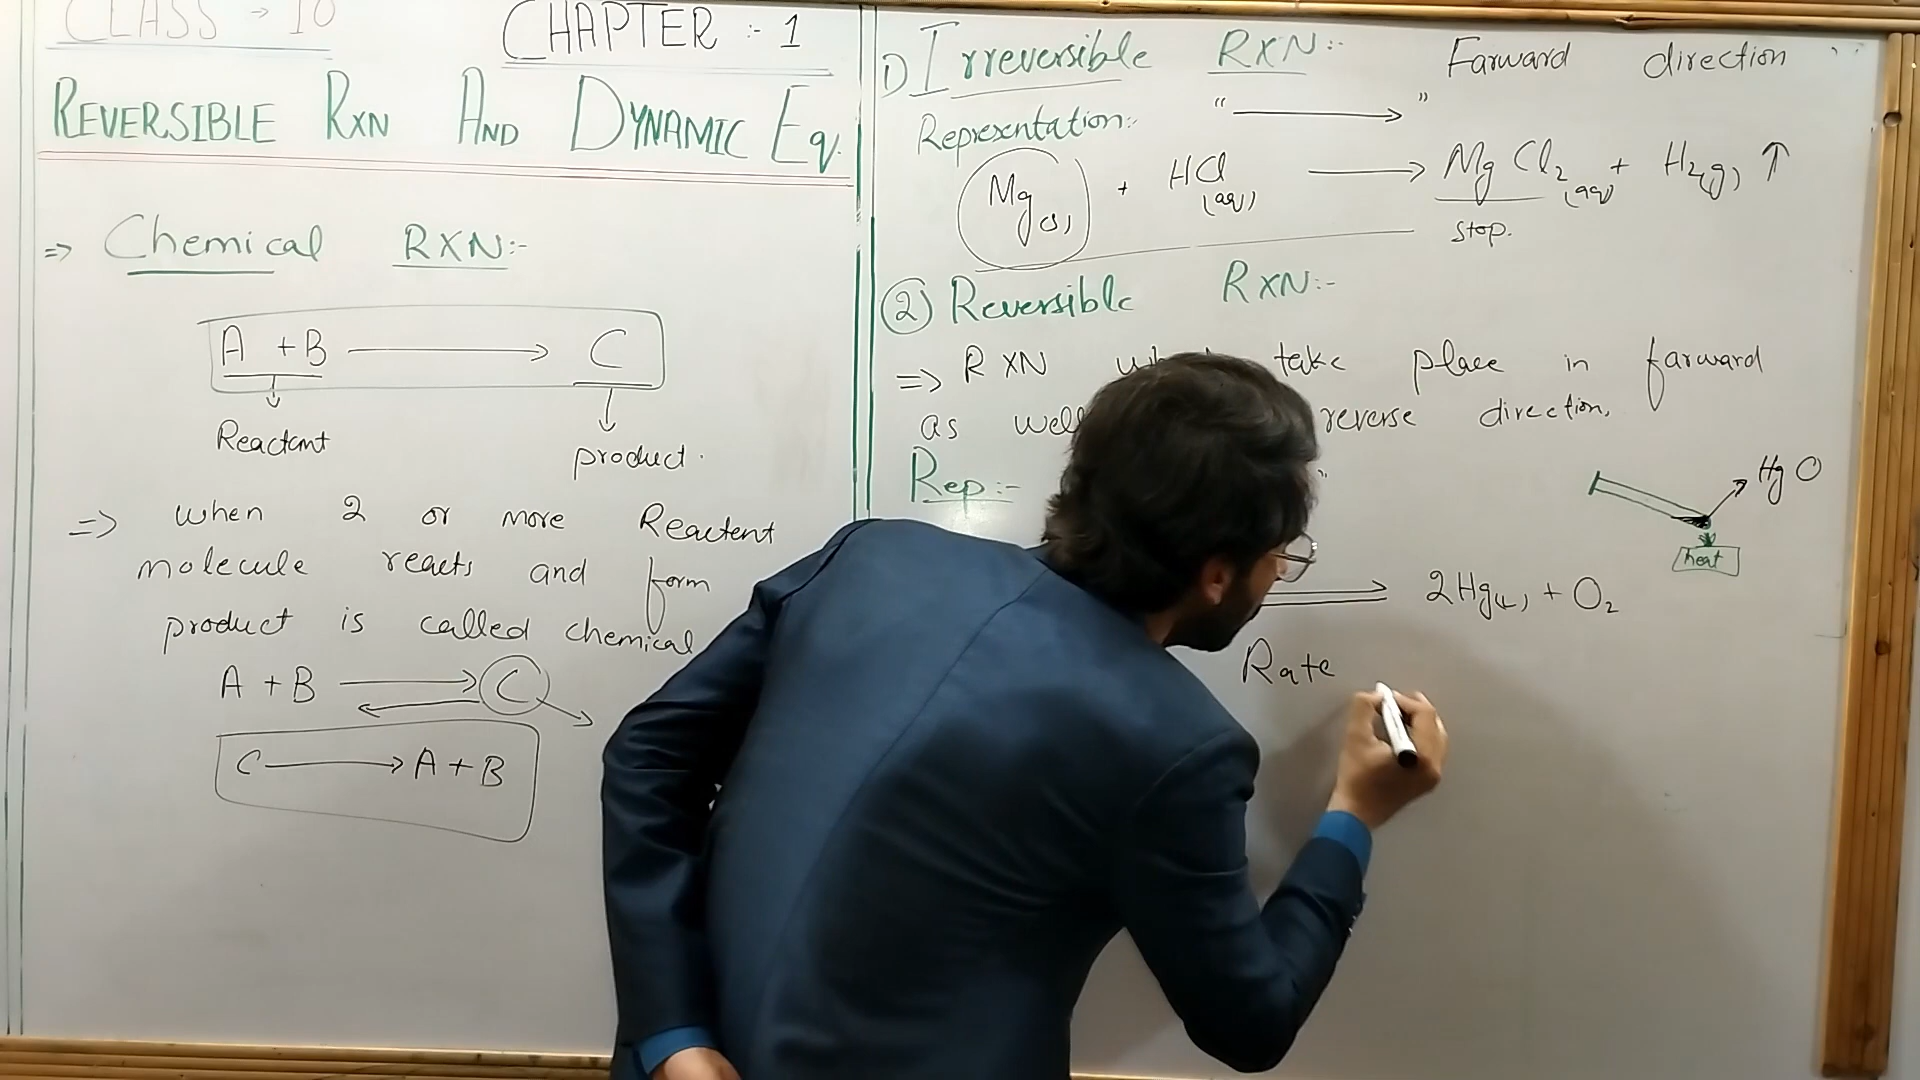 CLASS → 10
CHAPTER :- 1
REVERSIBLE RXN AND DYNAMIC Eq.
=> Chemical RXN:-
A + B ⟶ C
Reactant
product.
=> when 2 or more Reactent
molecule reacts and form
product is called chemical
A + B ⇌ C
C ⟶ A + B
1) Irreversible RXN:- Farward direction
Representation:- “ ⟶ ”
Mg(s) + HCl(aq) ⟶ MgCl2(aq) + H2(g) ↑
stop.
② Reversible RXN:-
=> RXN take place in farward
as well reverse direction.
Rep:- ”
HgO
heat
2Hg(l) + O2
Rate